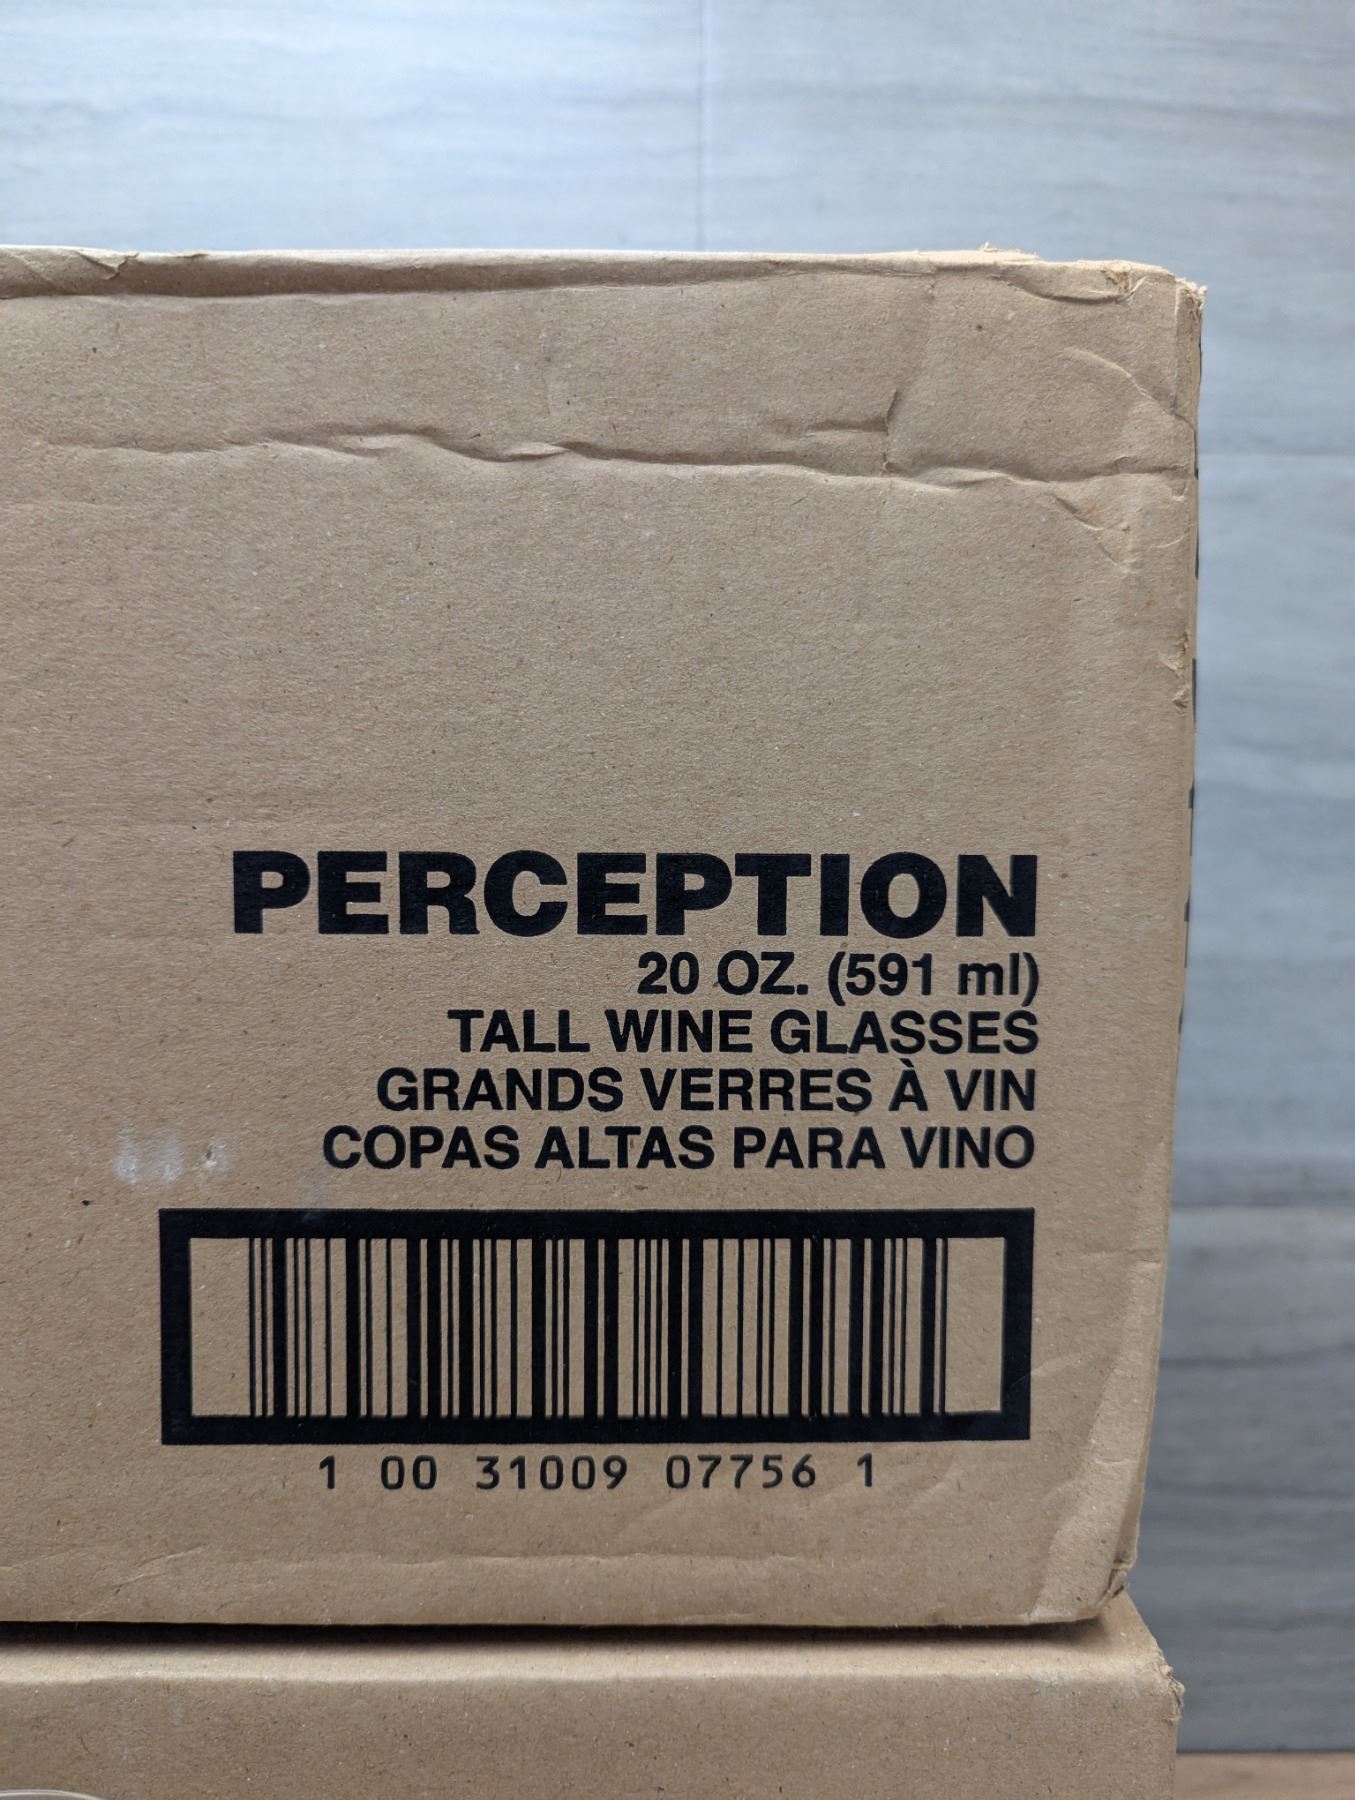 PERCEPTION
20 OZ. (591 ml)
TALL WINE GLASSES
GRANDS VERRES À VIN
COPAS ALTAS PARA VINO
1 00 31009 07756 1